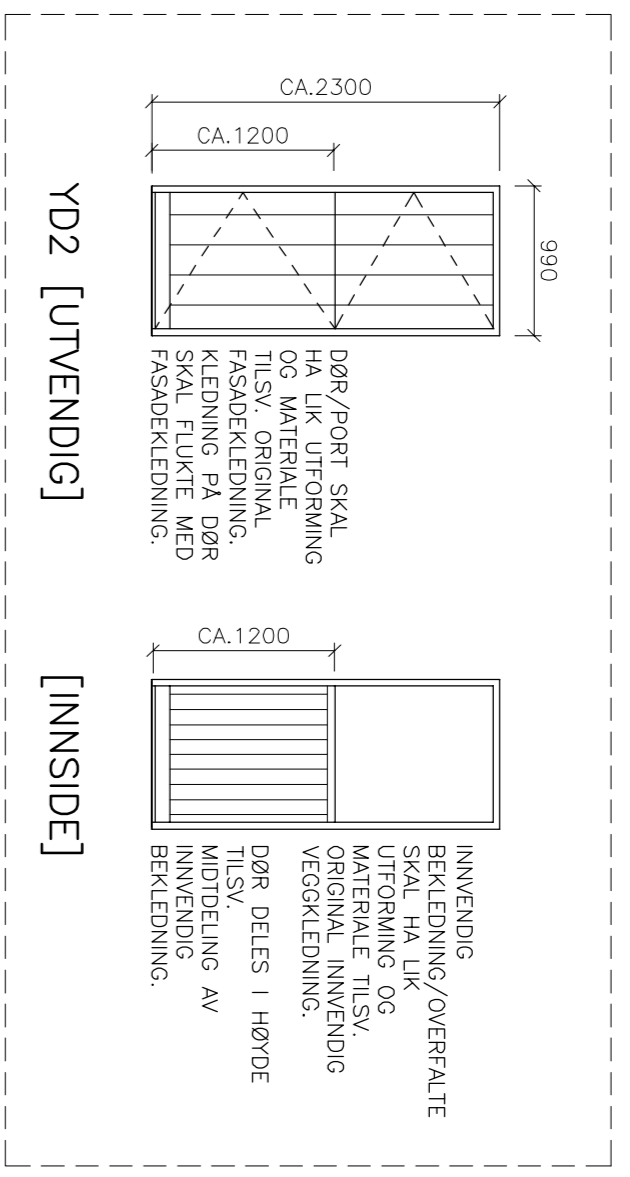 CA.2300
CA.1200
990
DØR/PORT SKAL
HA LIK UTFORMING
OG MATERIALE
TILSV. ORIGINAL
FASADEKLEDNING.
KLEDNING PÅ DØR
SKAL FLUKTE MED
FASADEKLEDNING.
YD2 [UTVENDIG]
CA.1200
INNVENDIG
BEKLEDNING/OVERFALTE
SKAL HA LIK
UTFORMING OG
MATERIALE TILSV.
ORIGINAL INNVENDIG
VEGGKLEDNING.
DØR DELES I HØYDE
TILSV.
MIDTDELING AV
INNVENDIG
BEKLEDNING.
[INNSIDE]